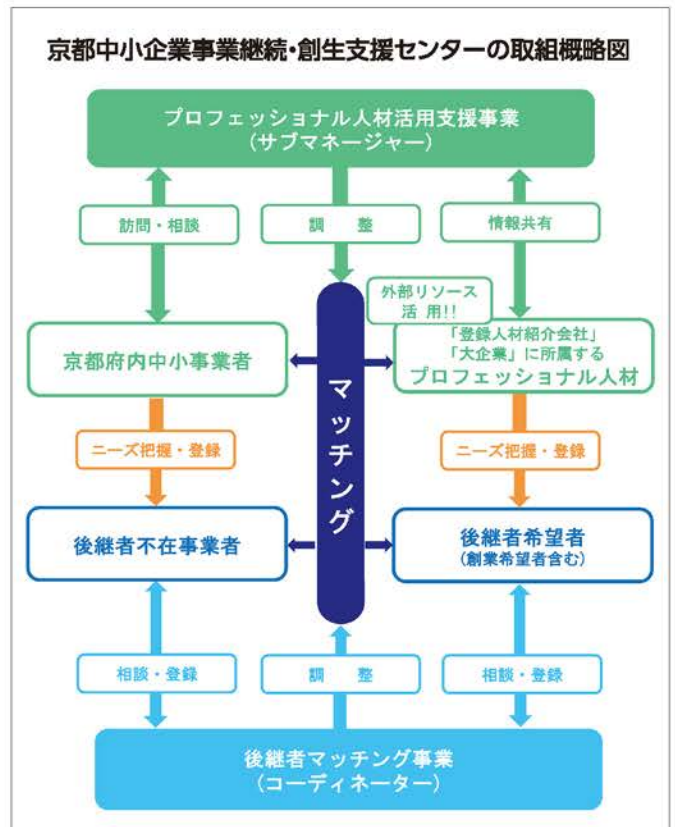 京都中小企業事業継続・創生支援センターの取組概略図
プロフェッショナル人材活用支援事業
(サブマネージャー)
訪問・相談
調　整
情報共有
外部リソース
活 用!!
京都府内中小事業者
「登録人材紹介会社」
「大企業」に所属する
プロフェッショナル人材
マッチング
ニーズ把握・登録
ニーズ把握・登録
後継者不在事業者
後継者希望者
(創業希望者含む)
相談・登録
調　整
相談・登録
後継者マッチング事業
(コーディネーター)